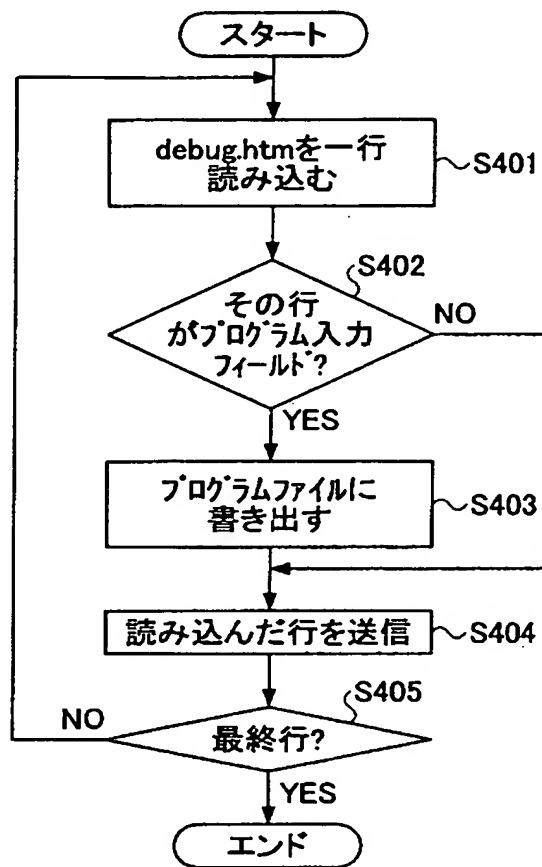 スタート
debug.htmを一行
読み込む
S401
S402
その行
がプログラム入力
フィールド?
NO
YES
プログラムファイルに
書き出す
S403
読み込んだ行を送信
S404
S405
NO
最終行?
YES
エンド